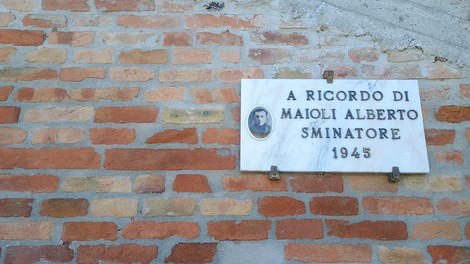 A RICORDO DI
MAIOLI ALBERTO
SMINATORE
1945